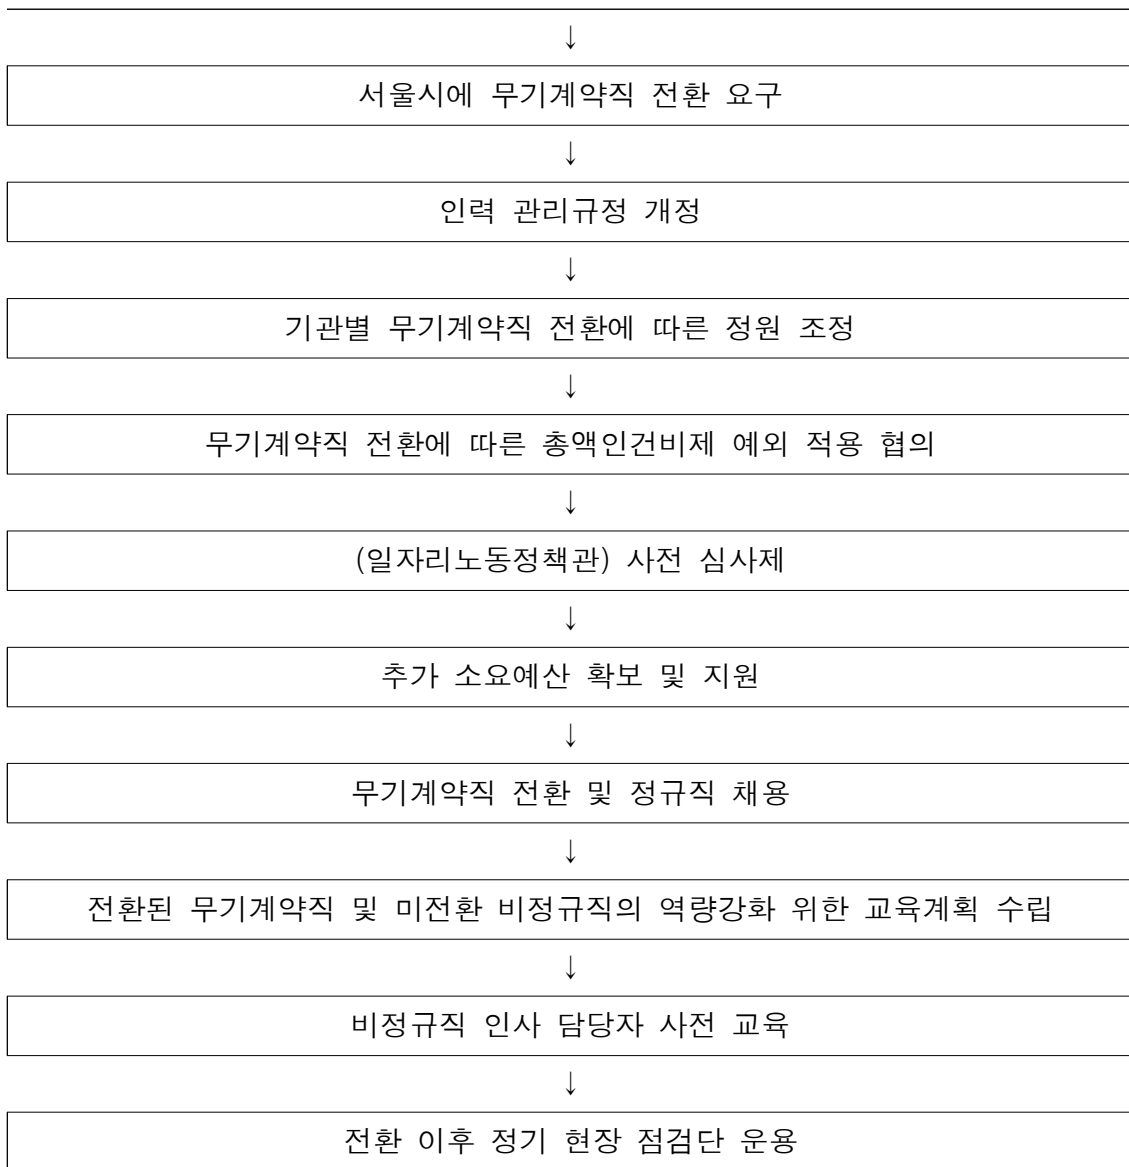 ↓
서울시에 무기계약직 전환 요구
↓
인력 관리규정 개정
↓
기관별 무기계약직 전환에 따른 정원 조정
↓
무기계약직 전환에 따른 총액인건비제 예외 적용 협의
↓
(일자리노동정책관) 사전 심사제
↓
추가 소요예산 확보 및 지원
↓
무기계약직 전환 및 정규직 채용
↓
전환된 무기계약직 및 미전환 비정규직의 역량강화 위한 교육계획 수립
↓
비정규직 인사 담당자 사전 교육
↓
전환 이후 정기 현장 점검단 운용